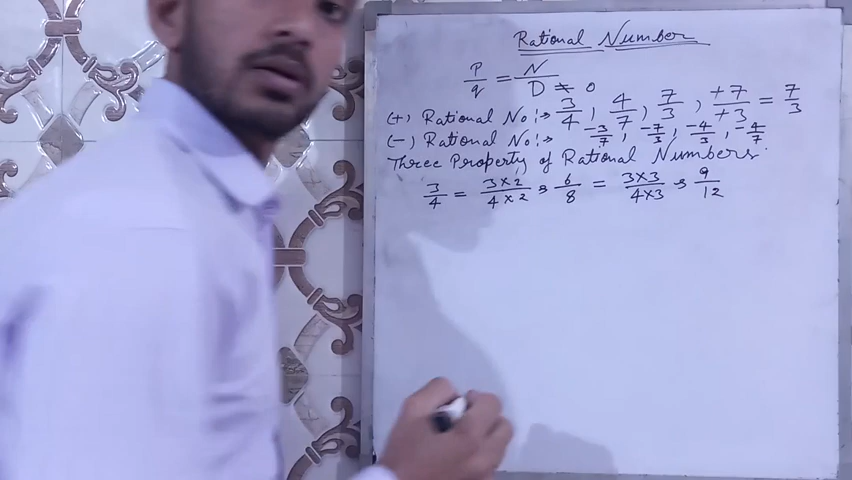 Rational Number
P/q = N/D ≠ 0
(+) Rational No:→ 3/4, 4/7, 7/3, +7/+3 = 7/3
(-) Rational No:→ -3/7, -7/3, -4/3, -4/7
Three Property of Rational Numbers.
3/4 = 3×2/4×2 ⇒ 6/8 = 3×3/4×3 ⇒ 9/12